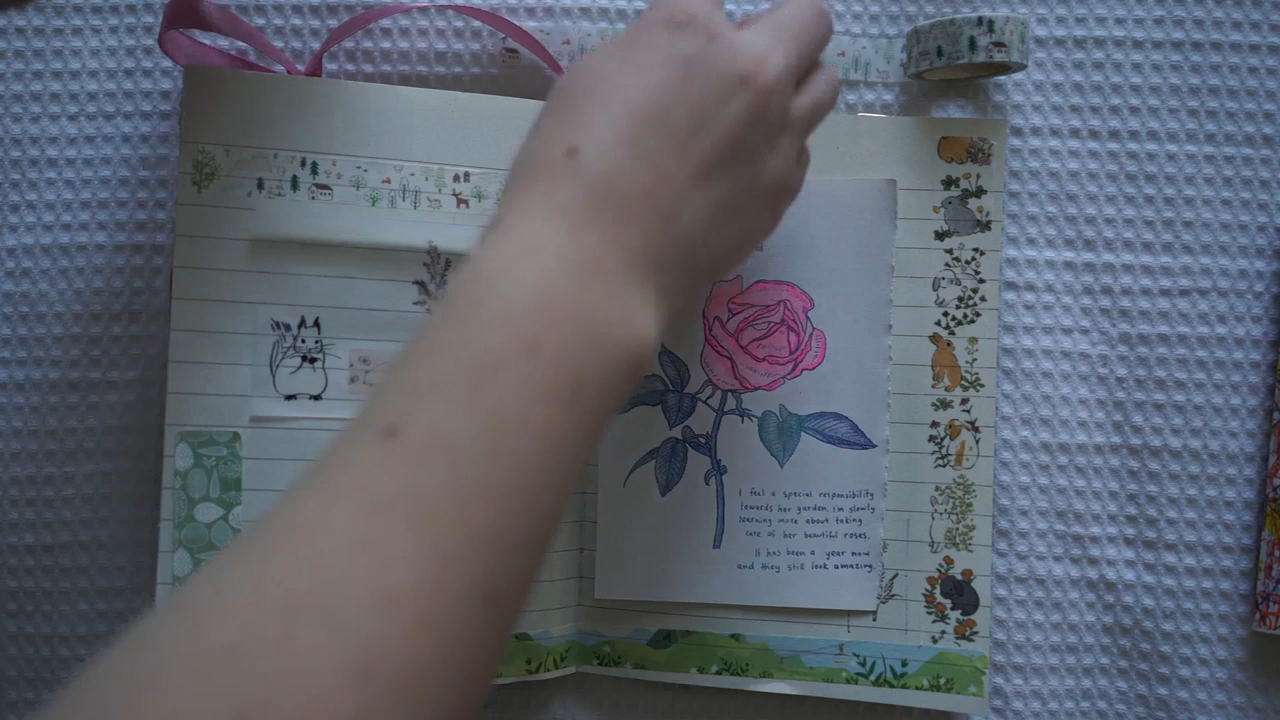 I feel a special responsibility
towards her garden. I'm slowly
learning more about taking
care of her beautiful roses.
It has been a year now
and they still look amazing.